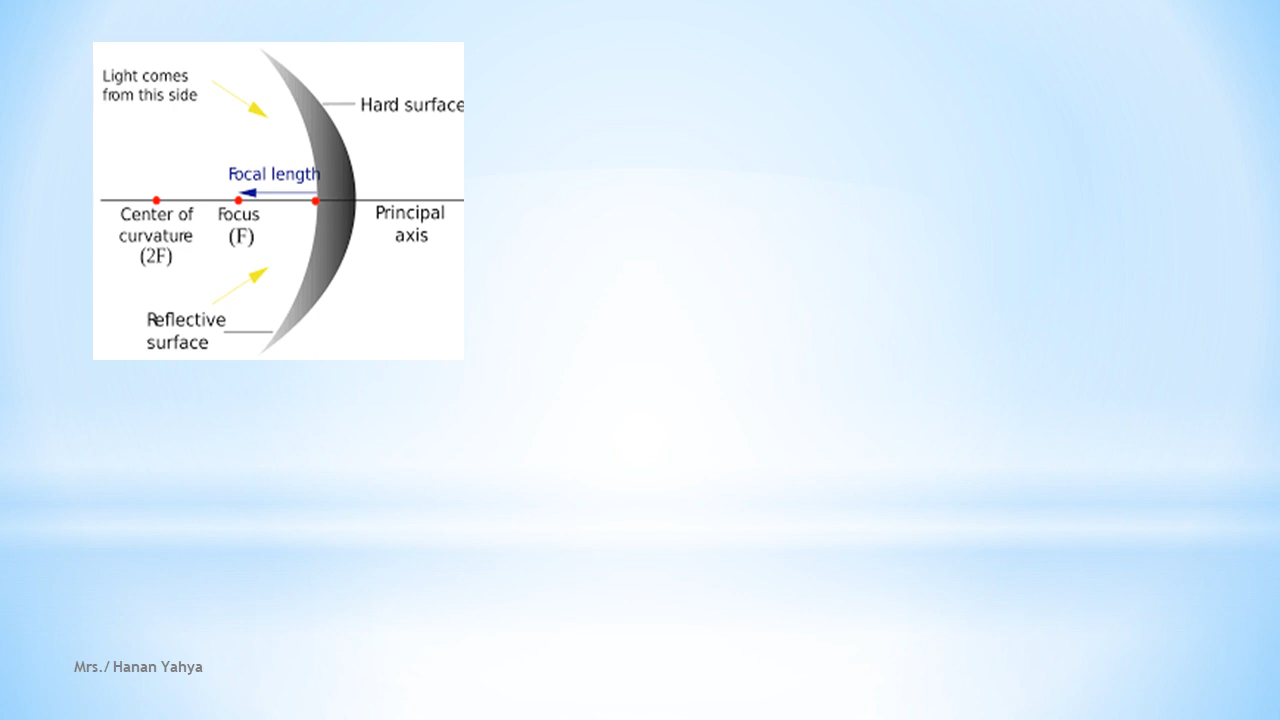 Light comes
from this side
Hard surface
Focal length
Center of
curvature
(2F)
Focus
(F)
Principal
axis
Reflective
surface
Mrs./ Hanan Yahya